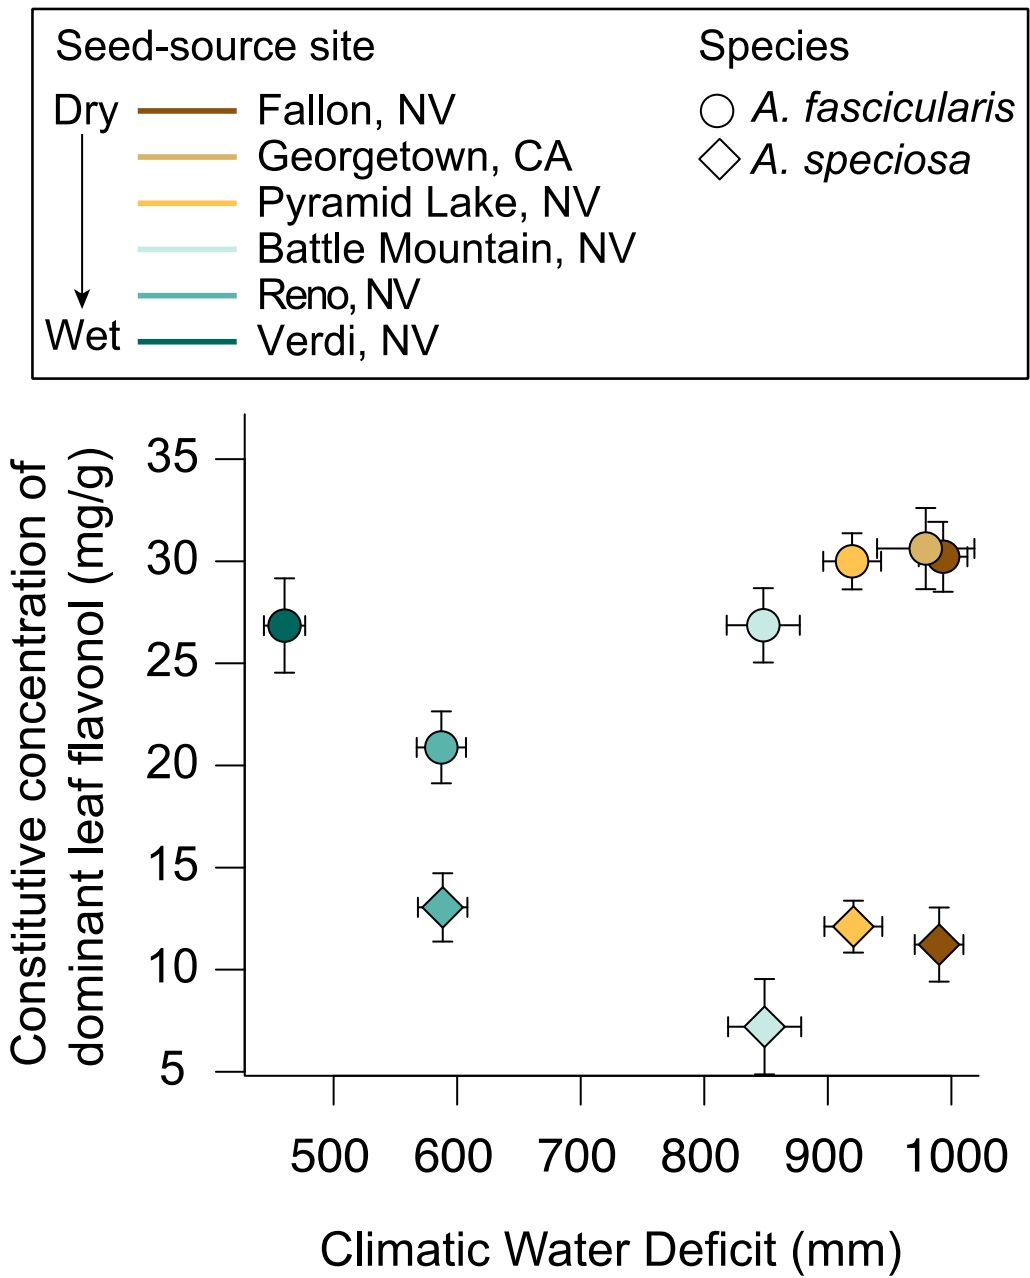 Seed-source site
Species
Dry
Fallon, NV
Georgetown, CA
Pyramid Lake, NV
Battle Mountain, NV
Reno, NV
Wet
Verdi, NV
A. fascicularis
A. speciosa
Constitutive concentration of
dominant leaf flavonol (mg/g)
35
30
25
20
15
10
5
500 600 700 800 900 1000
Climatic Water Deficit (mm)